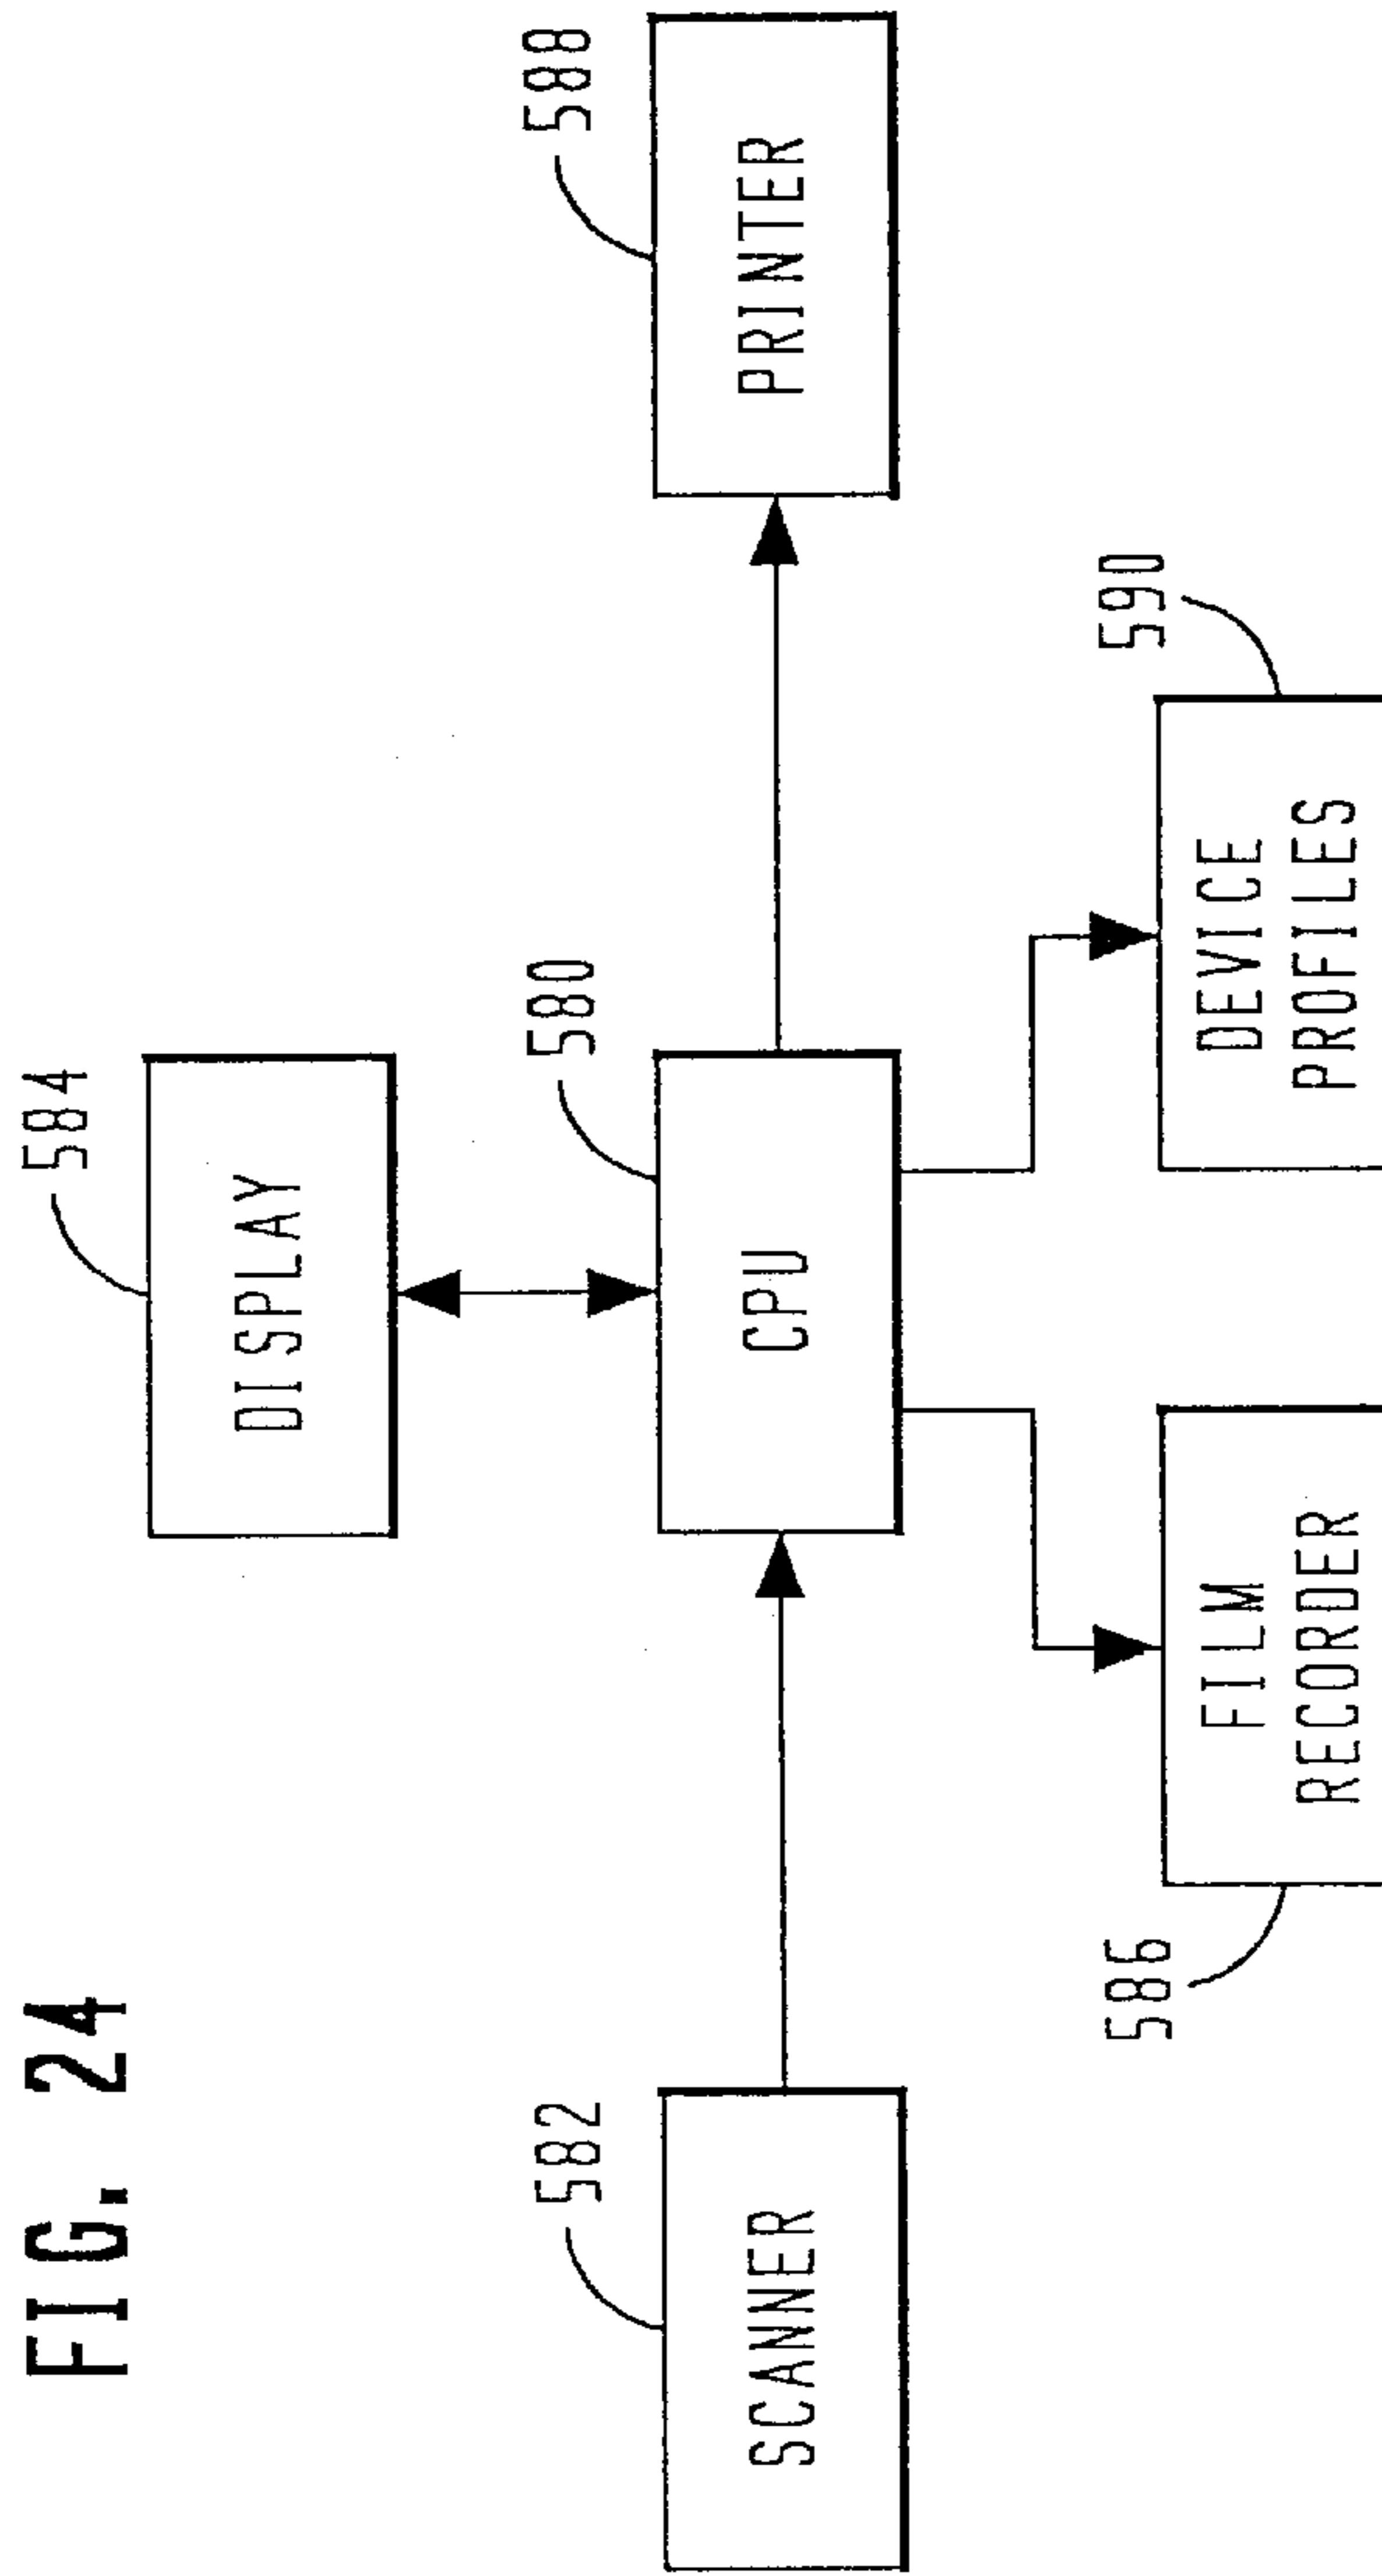 FIG. 24
584
DISPLAY
582
SCANNER
580
CPU
588
PRINTER
586
FILM
RECORDER
590
DEVICE
PROFILES